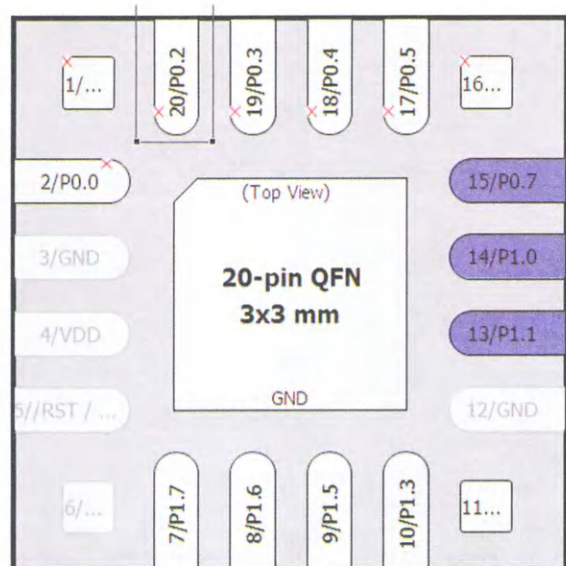 1/...
20/P0.2
19/P0.3
18/P0.4
17/P0.5
16...
2/P0.0
(Top View)
15/P0.7
3/GND
20-pin QFN
14/P1.0
4/VDD
3x3 mm
13/P1.1
5//RST / ...
GND
12/GND
6/...
7/P1.7
8/P1.6
9/P1.5
10/P1.3
11...